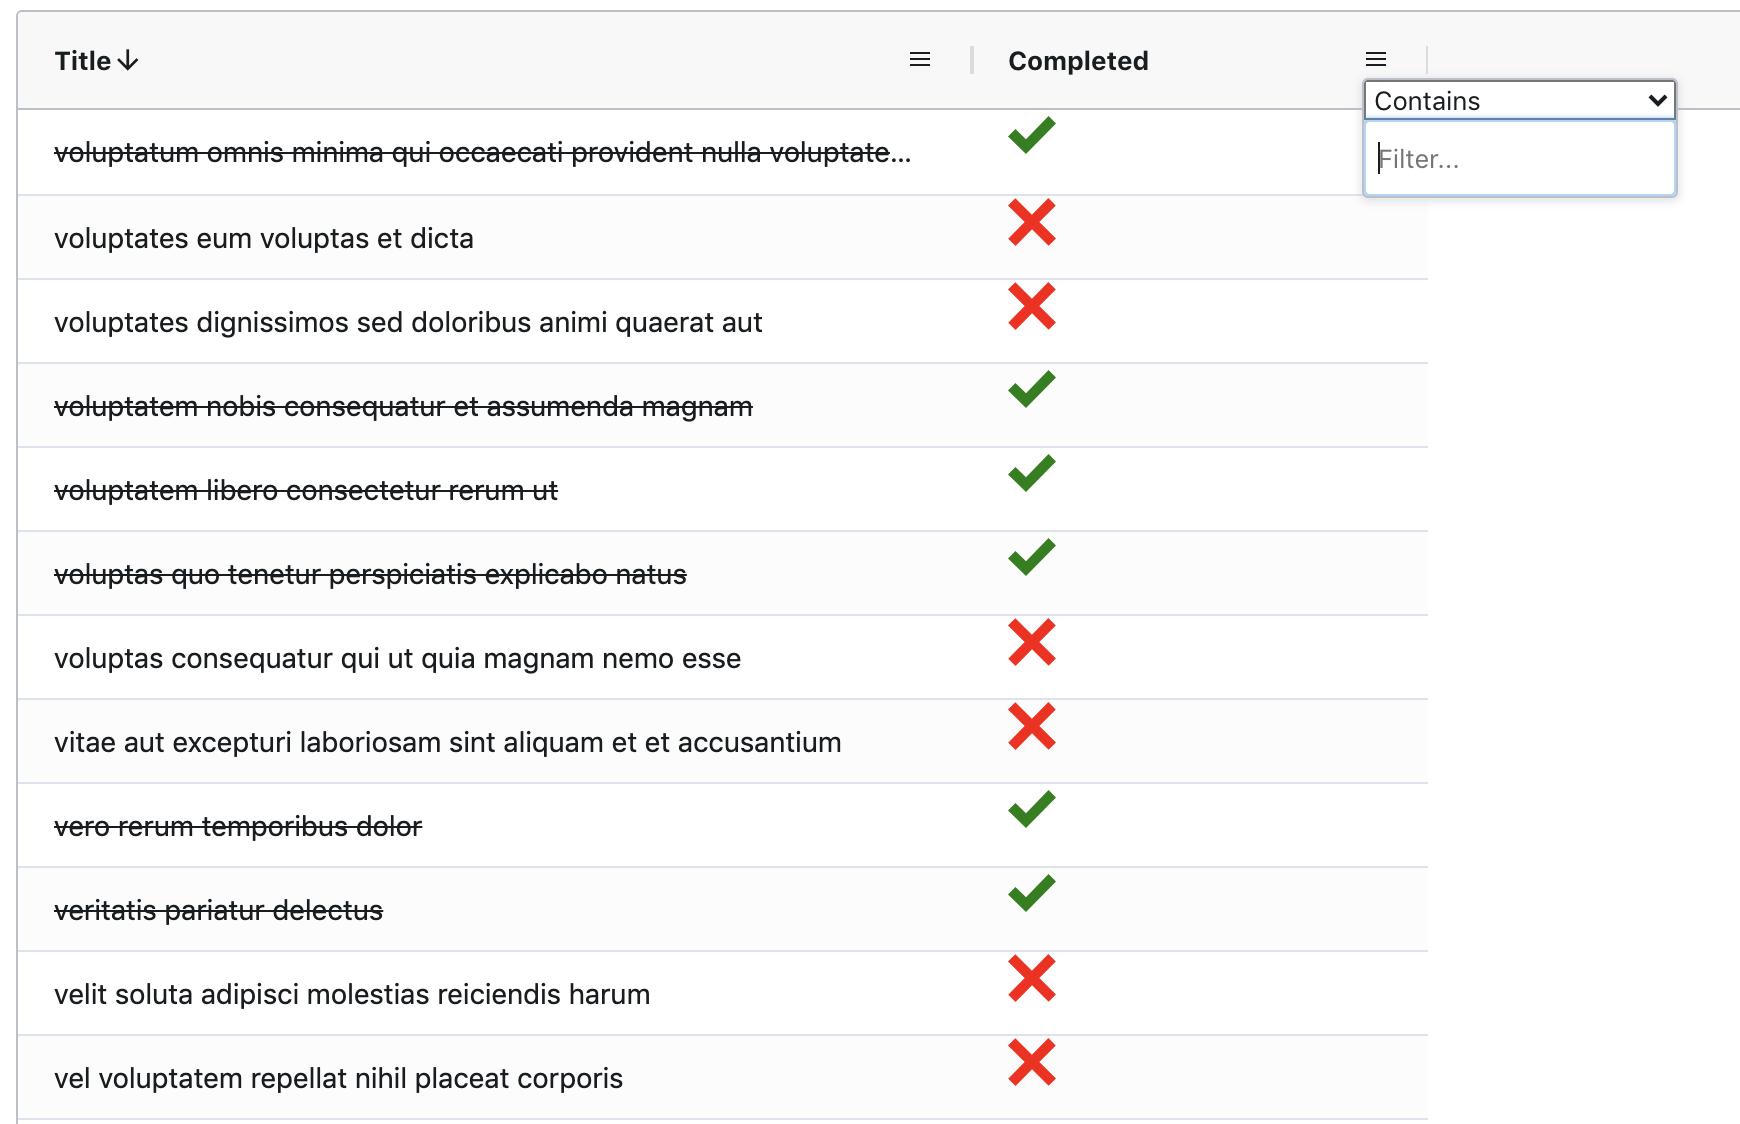 Title Completed
Contains
Filter...
voluptatum omnis minima qui occaecati provident nulla voluptate...
voluptates eum voluptas et dicta
voluptates dignissimos sed doloribus animi quaerat aut
voluptatem nobis consequatur et assumenda magnam
voluptatem libero consectetur rerum ut
voluptas quo tenetur perspiciatis explicabo natus
voluptas consequatur qui ut quia magnam nemo esse
vitae aut excepturi laboriosam sint aliquam et et accusantium
vero rerum temporibus dolor
veritatis pariatur delectus
velit soluta adipisci molestias reiciendis harum
vel voluptatem repellat nihil placeat corporis